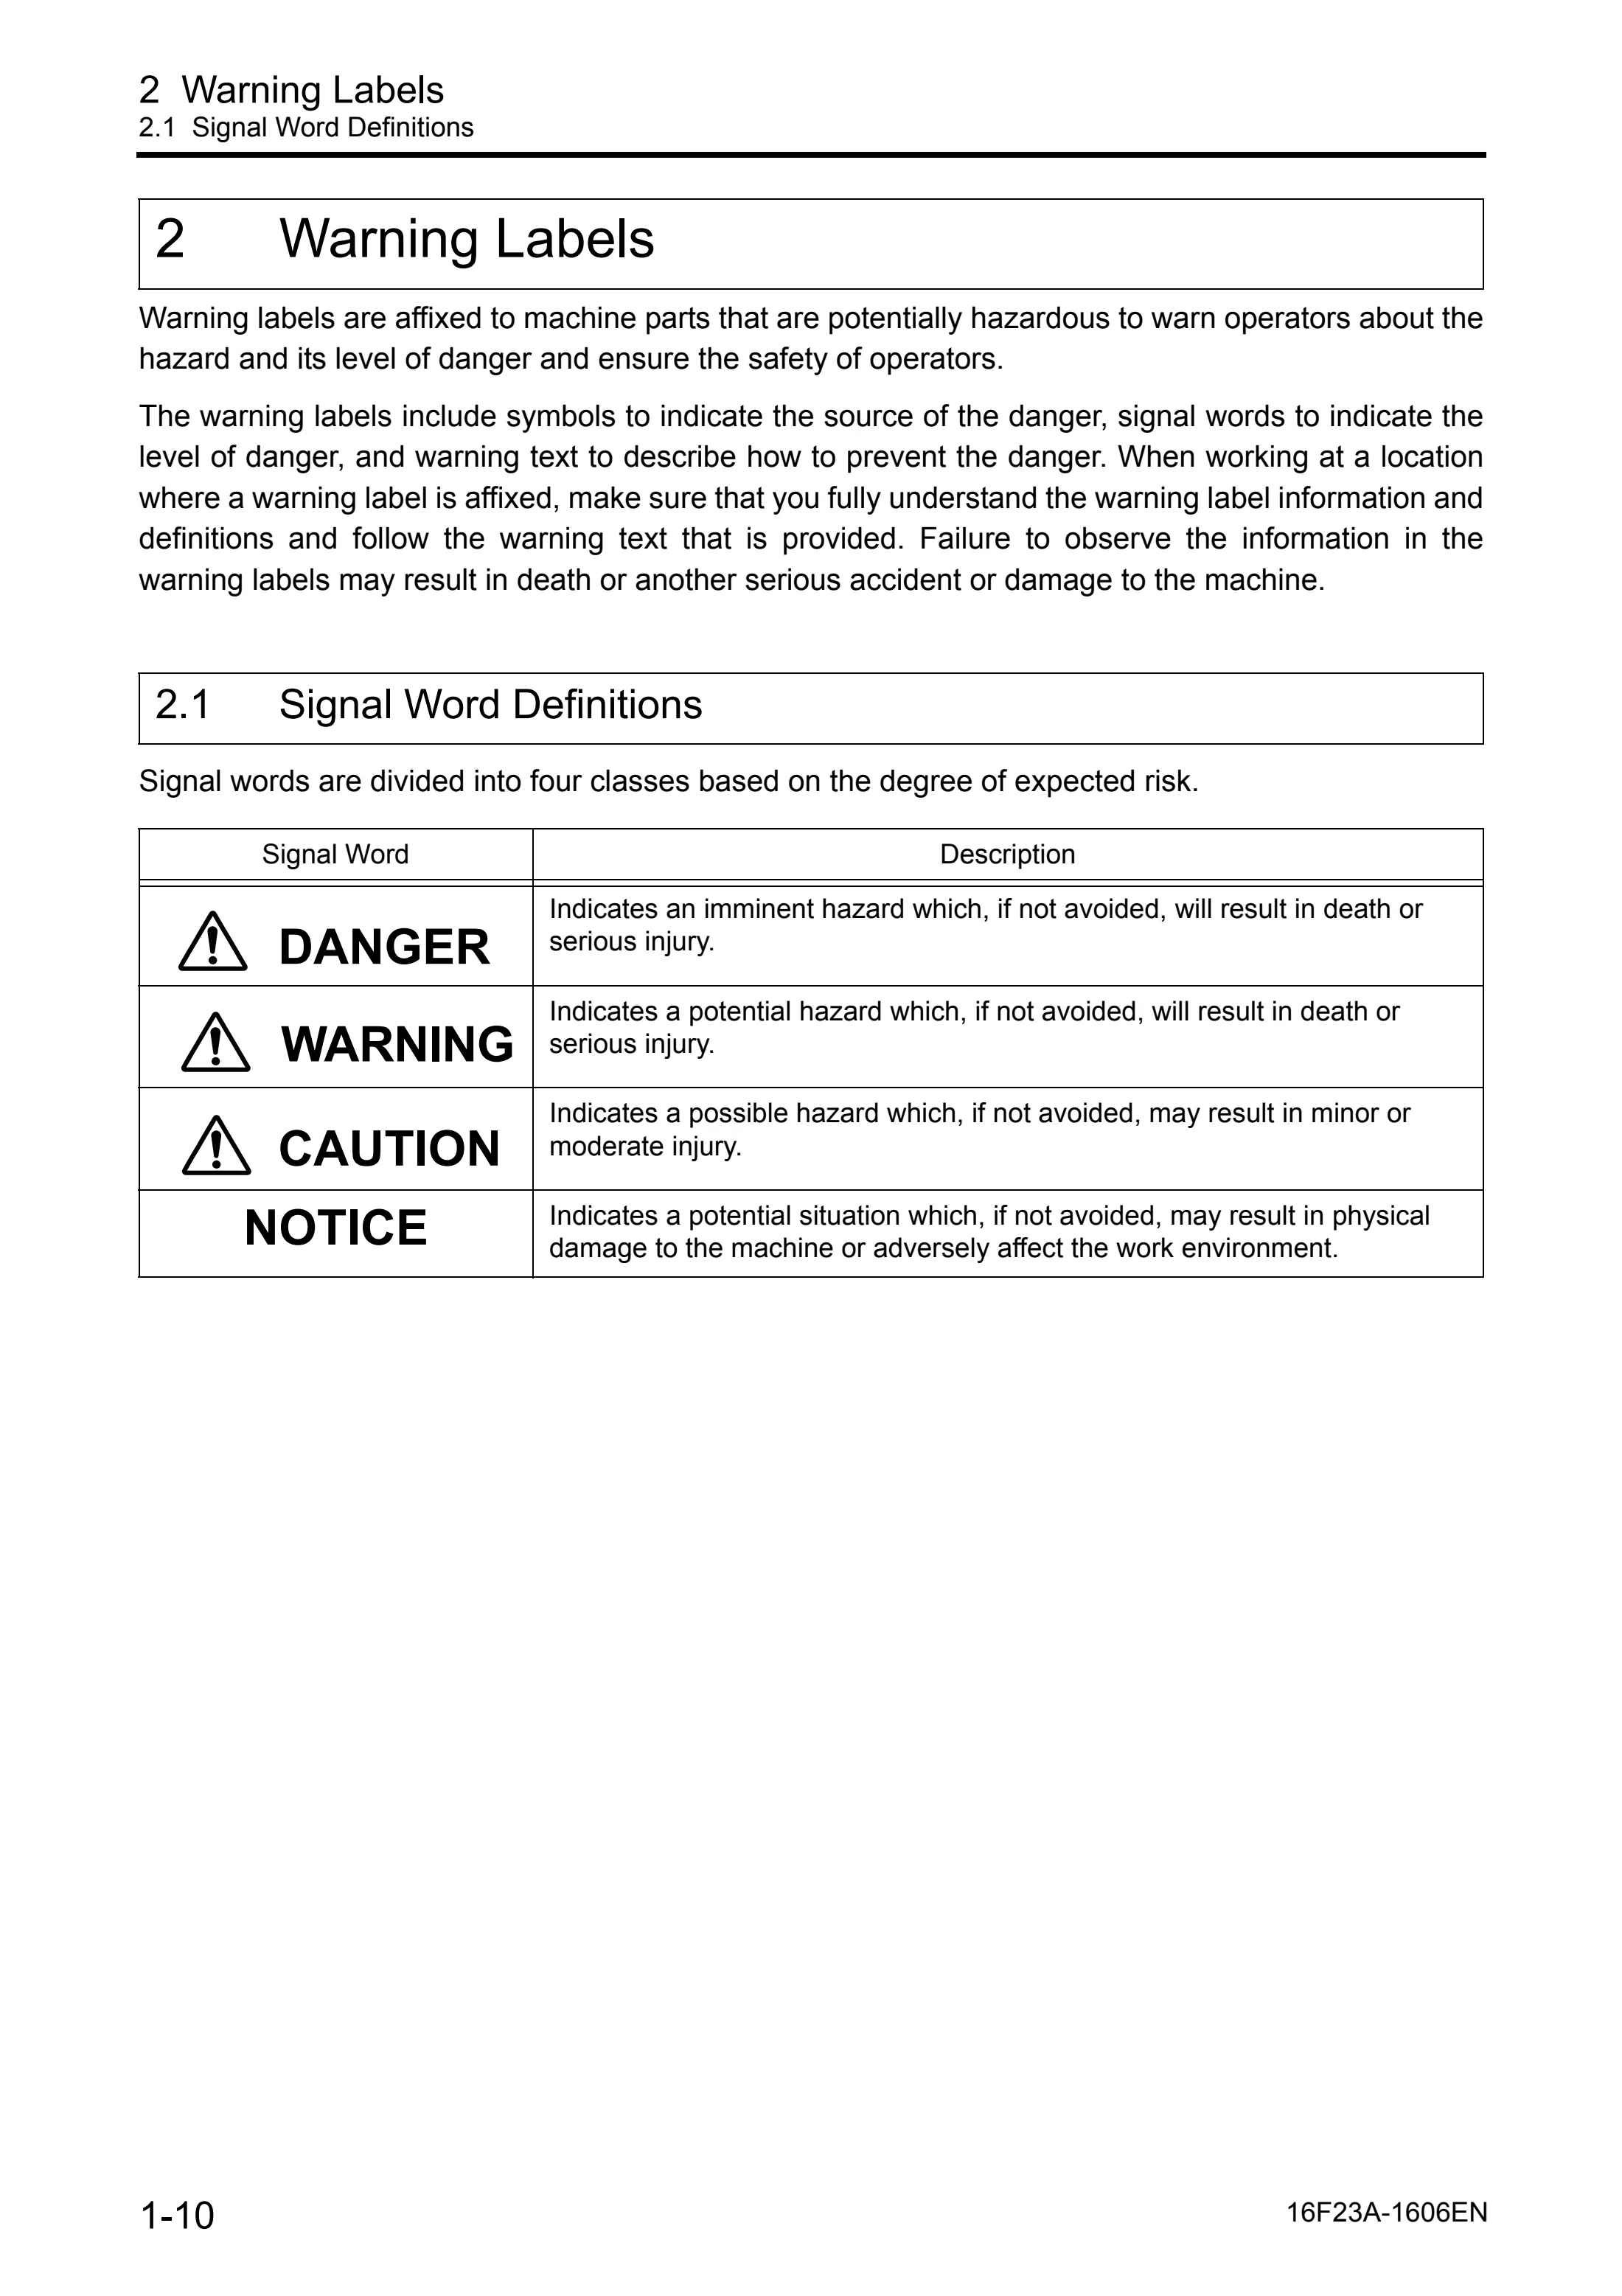 2 Warning Labels
2.1 Signal Word Definitions
2 Warning Labels
Warning labels are affixed to machine parts that are potentially hazardous to warn operators about the
hazard and its level of danger and ensure the safety of operators.
The warning labels include symbols to indicate the source of the danger, signal words to indicate the
level of danger, and warning text to describe how to prevent the danger. When working at a location
where a warning label is affixed, make sure that you fully understand the warning label information and
definitions and follow the warning text that is provided. Failure to observe the information in the
warning labels may result in death or another serious accident or damage to the machine.
2.1 Signal Word Definitions
Signal words are divided into four classes based on the degree of expected risk.
Signal Word Description
DANGER
Indicates an imminent hazard which, if not avoided, will result in death or
serious injury.
WARNING
Indicates a potential hazard which, if not avoided, will result in death or
serious injury.
CAUTION
Indicates a possible hazard which, if not avoided, may result in minor or
moderate injury.
NOTICE
Indicates a potential situation which, if not avoided, may result in physical
damage to the machine or adversely affect the work environment.
1-10
16F23A-1606EN